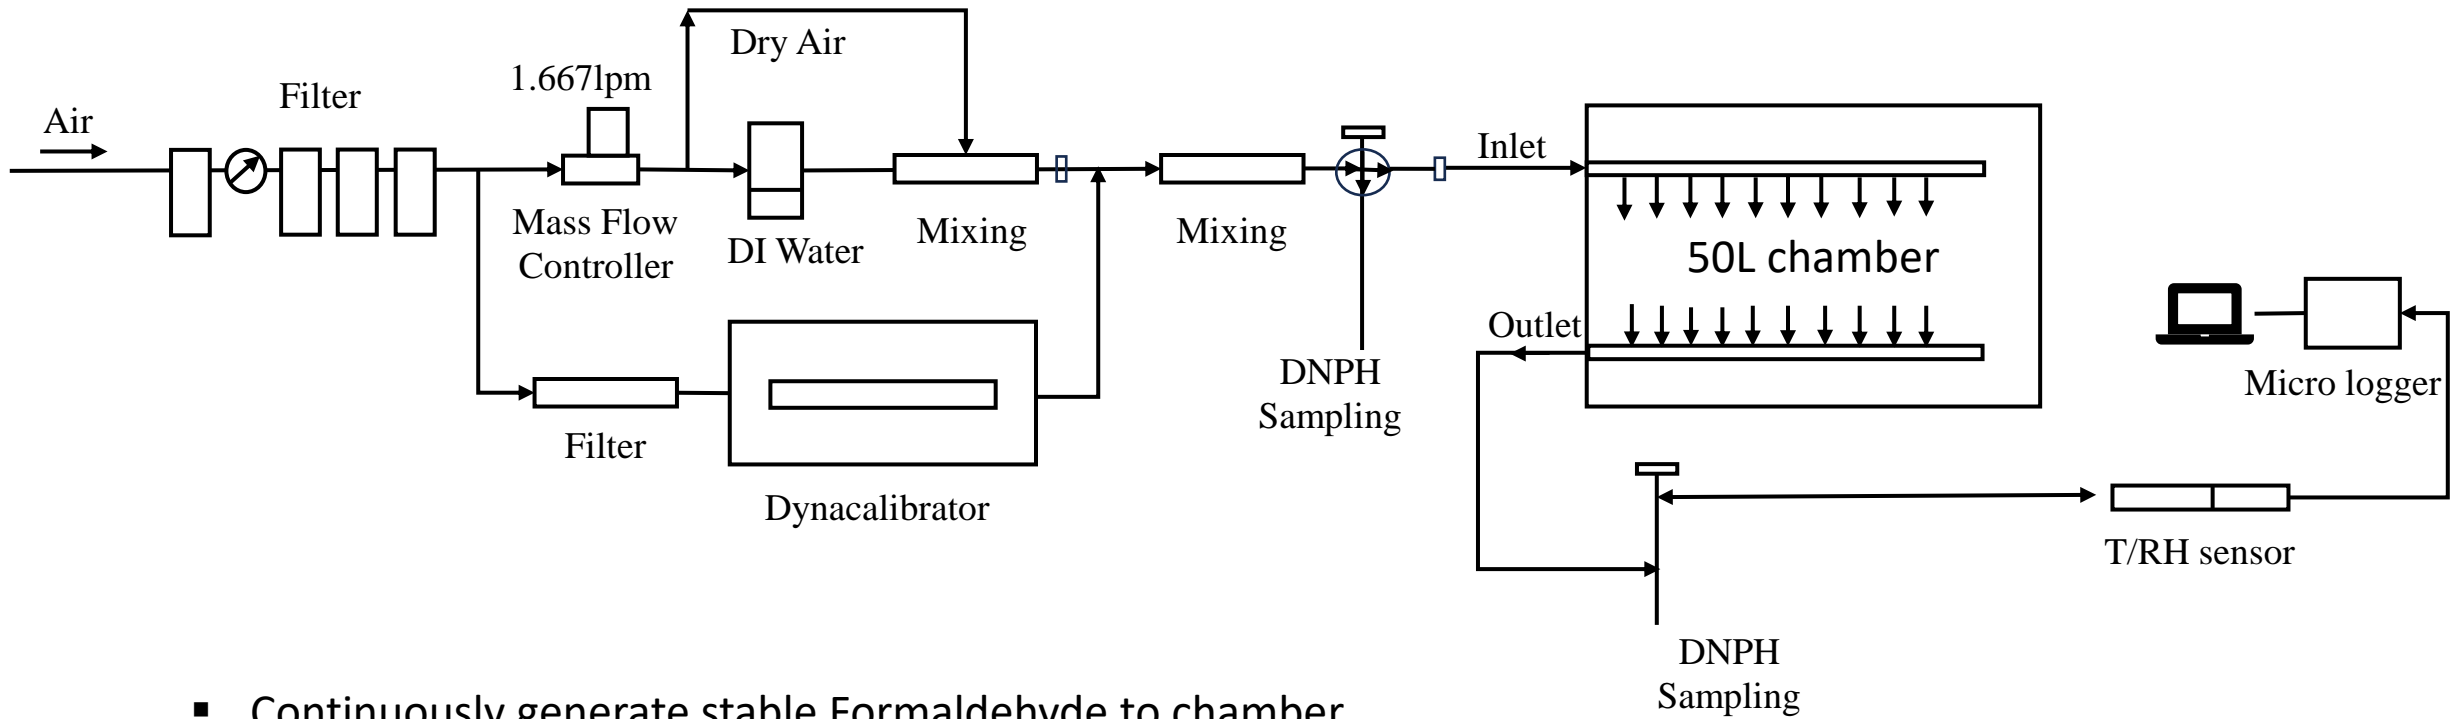 Dry Air
1.667lpm
Filter
Air
Inlet
Mass Flow
Controller
DI Water
Mixing
Mixing
50L chamber
Outlet
DNPH
Sampling
Micro logger
Filter
Dynacalibrator
T/RH sensor
DNPH
Sampling
▪ Continuously generate stable Formaldehyde to chamber